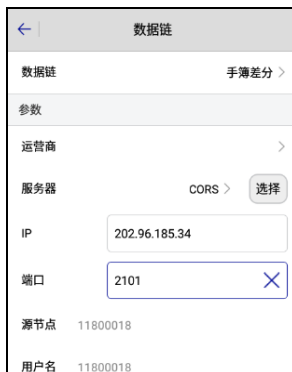 数据链
数据链 手簿差分
参数
运营商
服务器 CORS 选择
IP 202.96.185.34
端口 2101
源节点 11800018
用户名 11800018